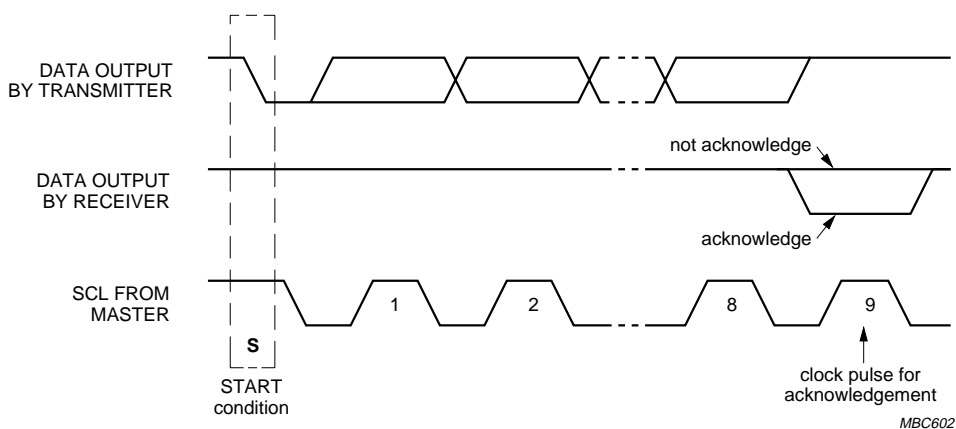 DATA OUTPUT
BY TRANSMITTER
not acknowledge
DATA OUTPUT
BY RECEIVER
acknowledge
SCL FROM
MASTER
1
2
8
9
S
START
condition
clock pulse for
acknowledgement
MBC602